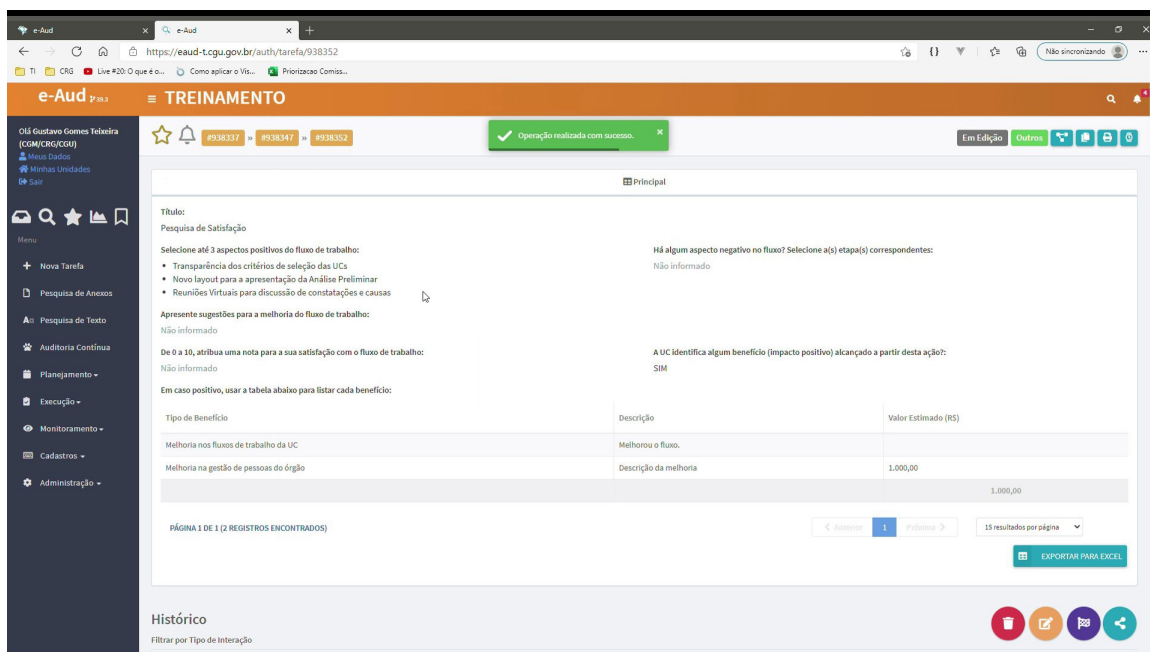 e-Aud
e-Aud
https://eaud-t.cgu.gov.br/auth/tarefa/938352
Não sincronizando
TI
CRG
Live #20: O que é o...
Como aplicar o Vis...
Priorizacao Comiss...
e-Aud
TREINAMENTO
4
Olá Gustavo Gomes Teixeira
(CGM/CRG/CGU)
Meus Dados
Minhas Unidades
Sair
Menu
Nova Tarefa
Pesquisa de Anexos
Pesquisa de Texto
Auditoria Contínua
Planejamento
Execução
Monitoramento
Cadastros
Administração
#938337 » #938347 » #938352
Operação realizada com sucesso.
Em Edição
Outros
Principal
Título:
Pesquisa de Satisfação
Selecione até 3 aspectos positivos do fluxo de trabalho:
• Transparência dos critérios de seleção das UCs
• Novo layout para a apresentação da Análise Preliminar
• Reuniões Virtuais para discussão de constatações e causas
Há algum aspecto negativo no fluxo? Selecione a(s) etapa(s) correspondentes:
Não informado
Apresente sugestões para a melhoria do fluxo de trabalho:
Não informado
De 0 a 10, atribua uma nota para a sua satisfação com o fluxo de trabalho:
Não informado
A UC identifica algum benefício (impacto positivo) alcançado a partir desta ação?:
SIM
Em caso positivo, usar a tabela abaixo para listar cada benefício:
Tipo de Benefício Descrição Valor Estimado (R$)
Melhoria nos fluxos de trabalho da UC Melhorou o fluxo.
Melhoria na gestão de pessoas do órgão Descrição da melhoria 1.000,00
1.000,00
PÁGINA 1 DE 1 (2 REGISTROS ENCONTRADOS)
Anterior 1 Próximo
15 resultados por página
EXPORTAR PARA EXCEL
Histórico
Filtrar por Tipo de Interação